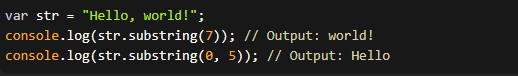 var str = "Hello, world!";
console.log(str.substring(7)); // Output: world!
console.log(str.substring(0, 5)); // Output: Hello